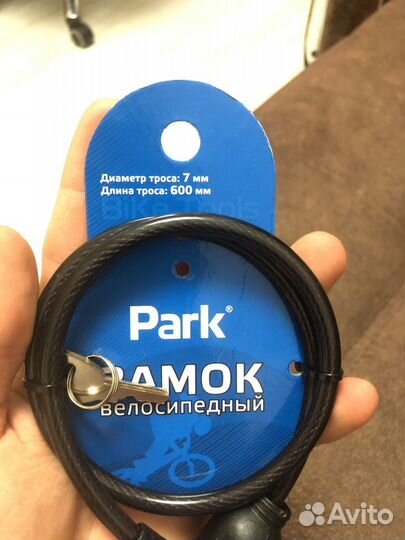 Диаметр троса: 7 мм
Длина троса: 600 мм
Bike Tools
Park®
ЗАМОК
велосипедный
Avito